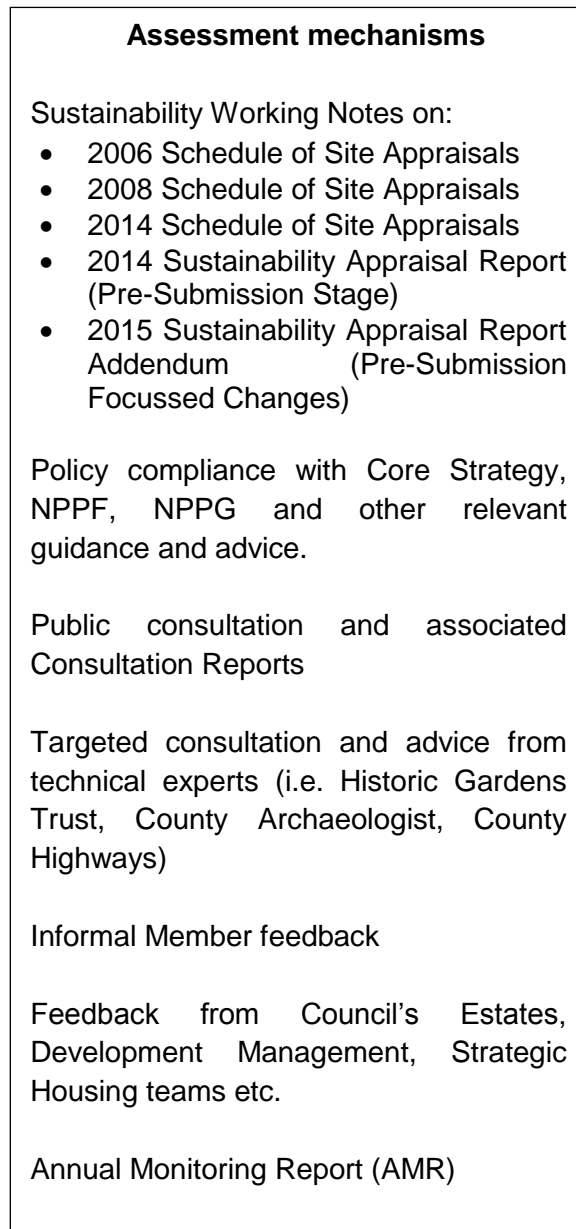 Assessment mechanisms
Sustainability Working Notes on:
• 2006 Schedule of Site Appraisals
• 2008 Schedule of Site Appraisals
• 2014 Schedule of Site Appraisals
• 2014 Sustainability Appraisal Report
(Pre-Submission Stage)
• 2015 Sustainability Appraisal Report
Addendum (Pre-Submission
Focussed Changes)
Policy compliance with Core Strategy,
NPPF, NPPG and other relevant
guidance and advice.
Public consultation and associated
Consultation Reports
Targeted consultation and advice from
technical experts (i.e. Historic Gardens
Trust, County Archaeologist, County
Highways)
Informal Member feedback
Feedback from Council's Estates,
Development Management, Strategic
Housing teams etc.
Annual Monitoring Report (AMR)